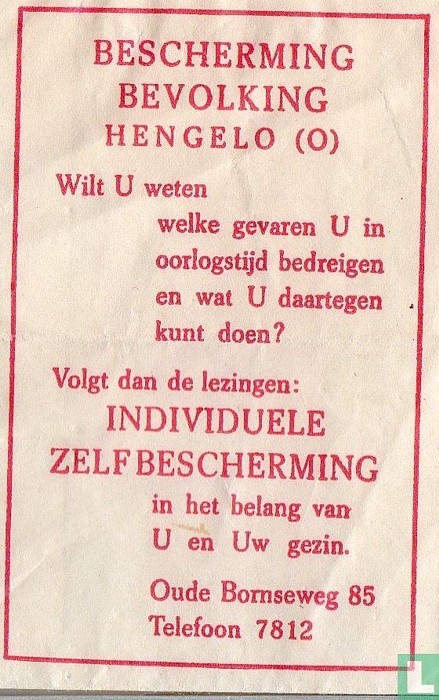 BESCHERMING
BEVOLKING
HENGELO (O)
Wilt U weten
welke gevaren U in
oorlogstijd bedreigen
en wat U daartegen
kunt doen?
Volgt dan de lezingen:
INDIVIDUELE
ZELFBESCHERMING
in het belang van
U en Uw gezin.
Oude Bornseweg 85
Telefoon 7812